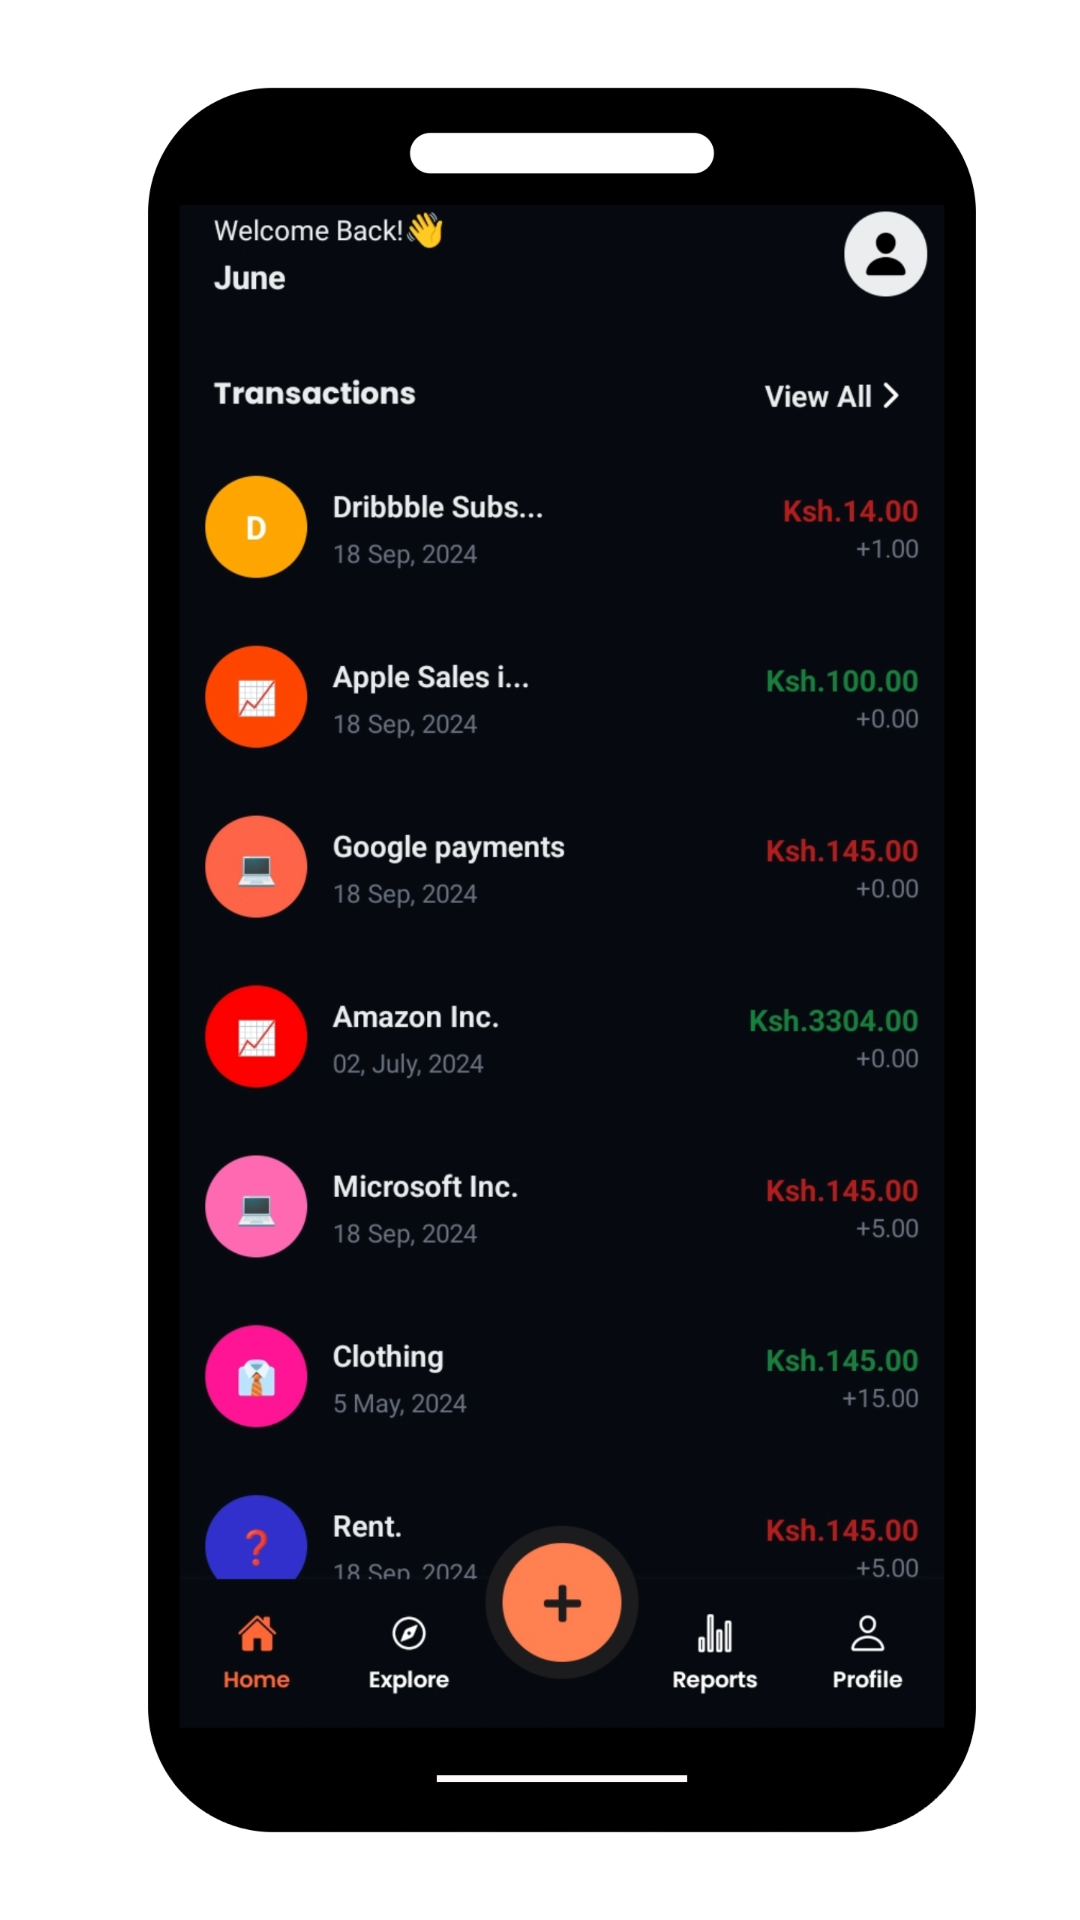 Welcome Back!👋
June
Transactions
View All
D
Dribbble Subs...
Ksh.14.00
18 Sep, 2024
+1.00
Apple Sales i...
Ksh.100.00
18 Sep, 2024
+0.00
Google payments
Ksh.145.00
18 Sep, 2024
+0.00
Amazon Inc.
Ksh.3304.00
02, July, 2024
+0.00
Microsoft Inc.
Ksh.145.00
18 Sep, 2024
+5.00
Clothing
Ksh.145.00
5 May, 2024
+15.00
Rent.
Ksh.145.00
❓
18 Sep, 2024
+5.00
+
Home
Explore
Reports
Profile